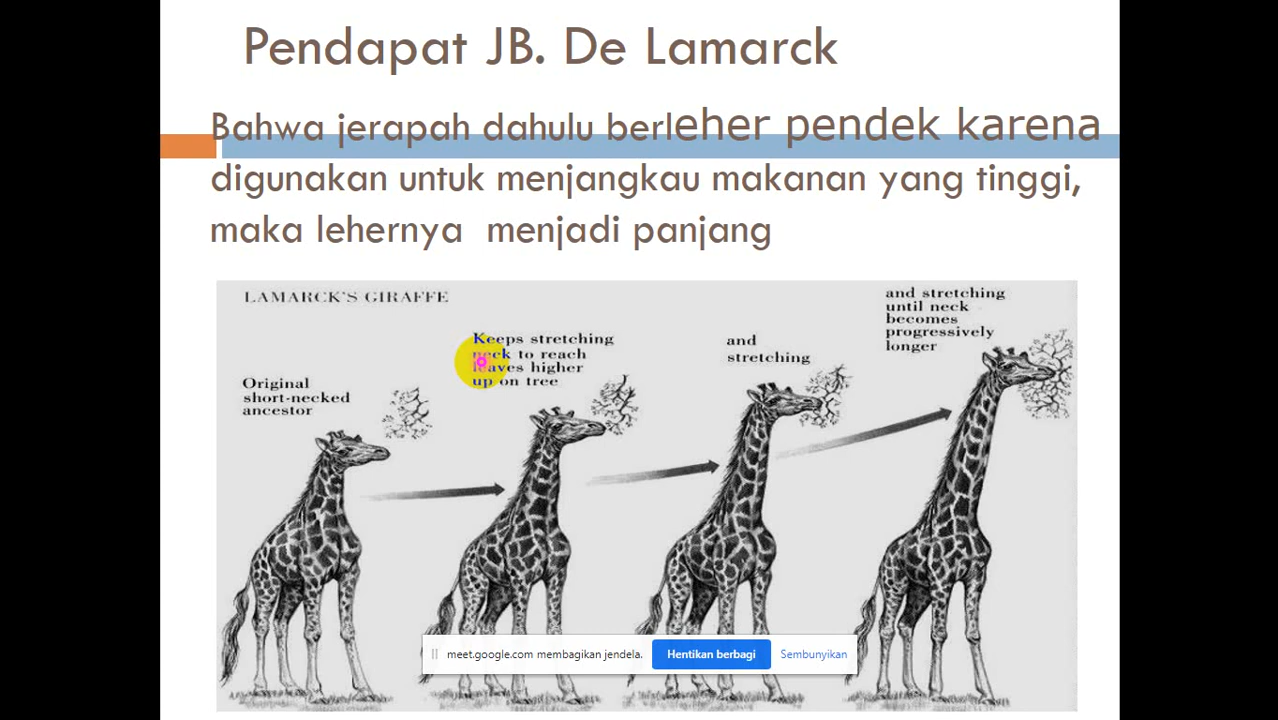 Pendapat JB. De Lamarck
Bahwa jerapah dahulu berleher pendek karena
digunakan untuk menjangkau makanan yang tinggi,
maka lehernya menjadi panjang
LAMARCK'S GIRAFFE
Original
short-necked
ancestor
Keeps stretching
neck to reach
leaves higher
up on tree
and
stretching
and stretching
until neck
becomes
progressively
longer
meet.google.com membagikan jendela.
Hentikan berbagi
Sembunyikan